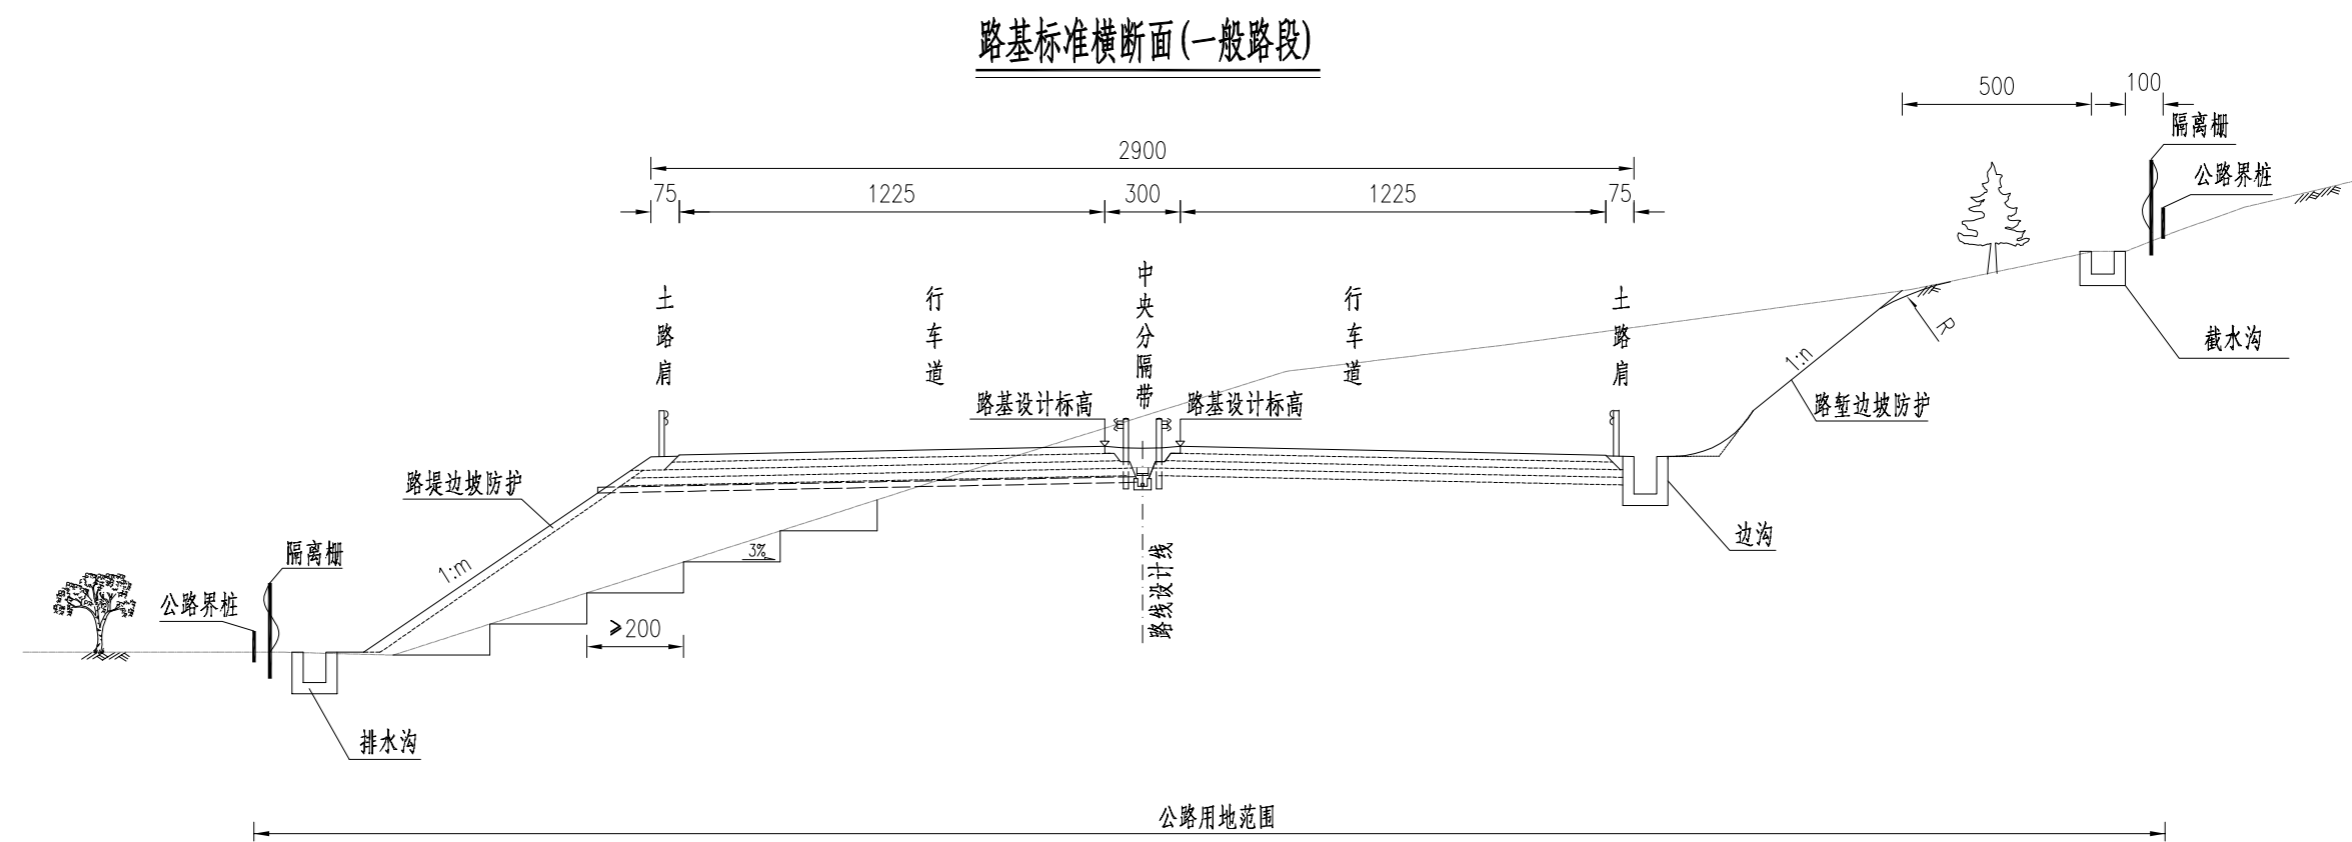 路基标准横断面(一般路段)
500
100
隔离栅
公路界桩
2900
75
1225
300
1225
75
土路肩
行车道
中央分隔带
行车道
土路肩
截水沟
R
1:n
路堑边坡防护
路基设计标高
路基设计标高
路堤边坡防护
边沟
3%
隔离栅
1:m
公路界桩
路线设计线
≥200
排水沟
公路用地范围